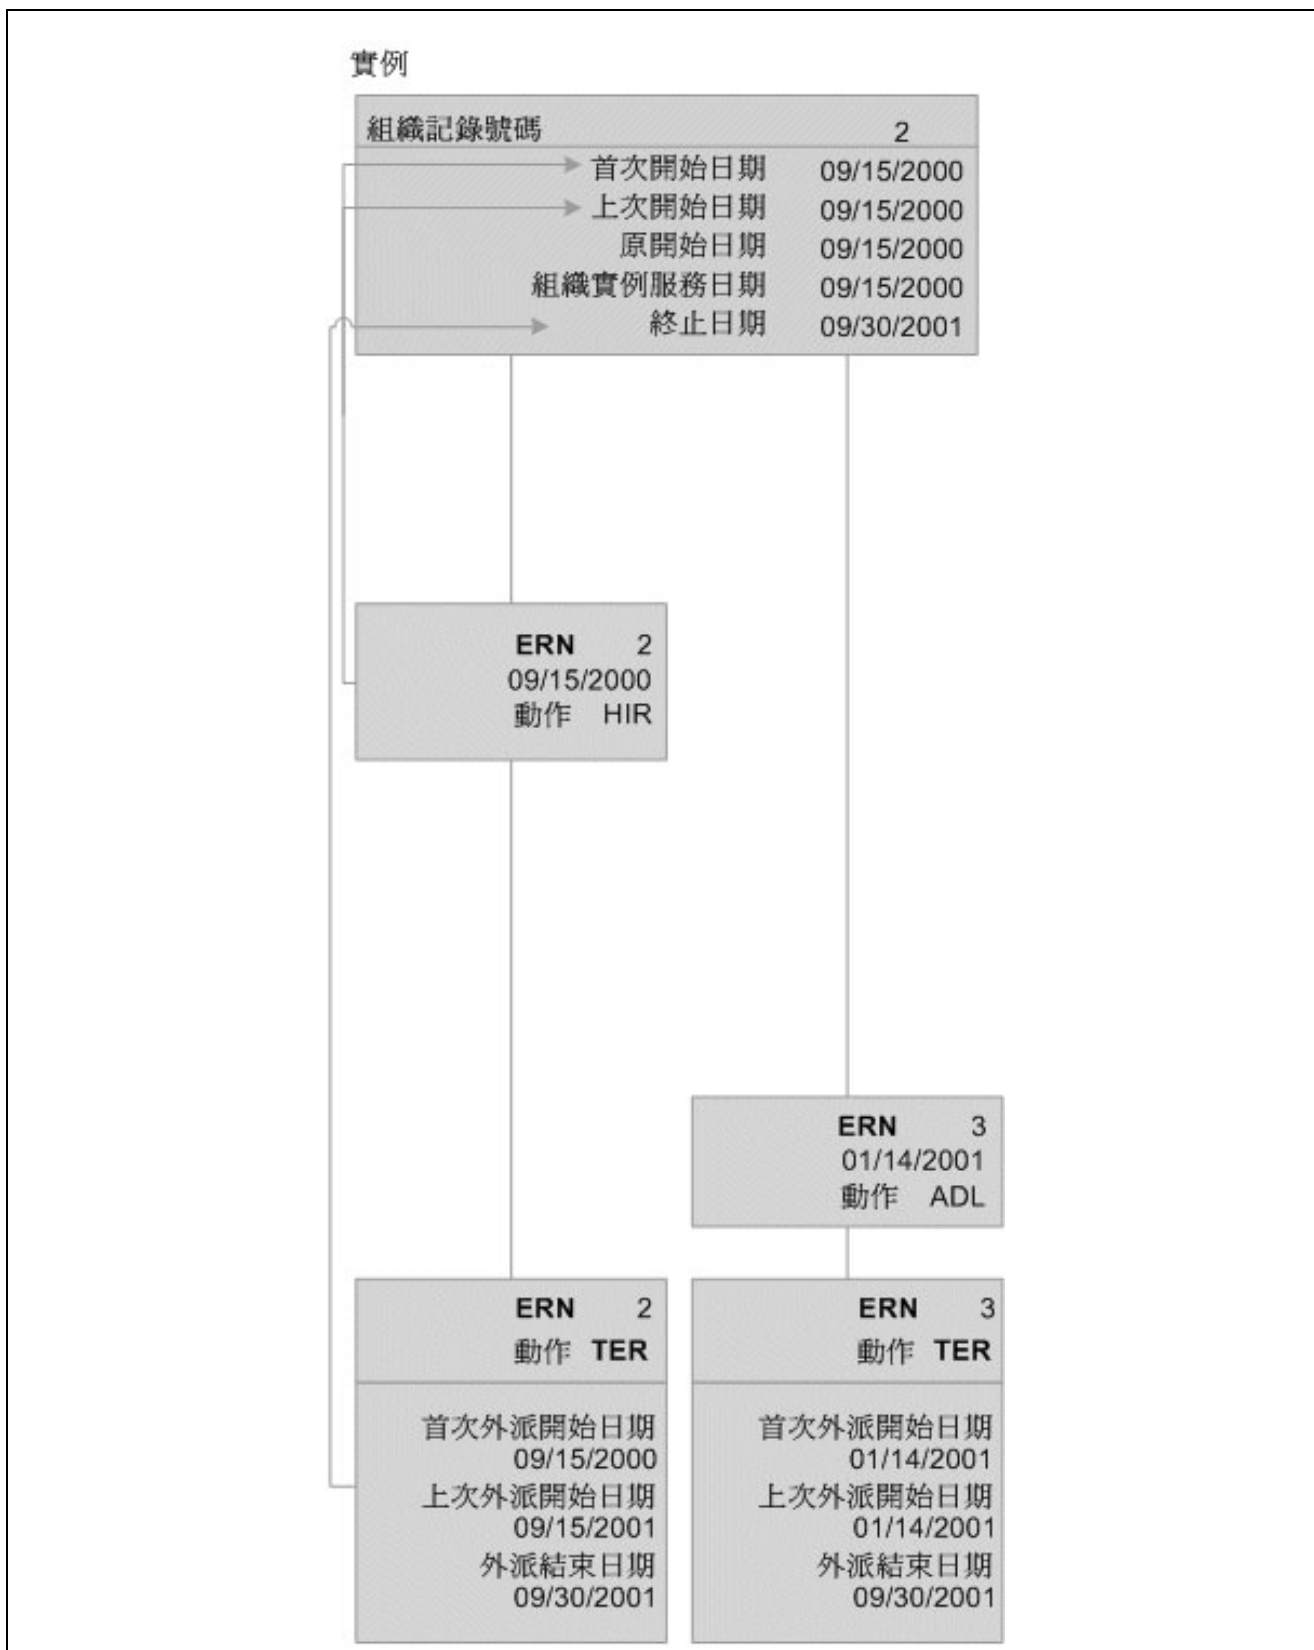 實例
組織記錄號碼 2
首次開始日期 09/15/2000
上次開始日期 09/15/2000
原開始日期 09/15/2000
組織實例服務日期 09/15/2000
終止日期 09/30/2001
ERN 2
09/15/2000
動作 HIR
ERN 3
01/14/2001
動作 ADL
ERN 2
動作 TER
首次外派開始日期
09/15/2000
上次外派開始日期
09/15/2001
外派結束日期
09/30/2001
ERN 3
動作 TER
首次外派開始日期
01/14/2001
上次外派開始日期
01/14/2001
外派結束日期
09/30/2001